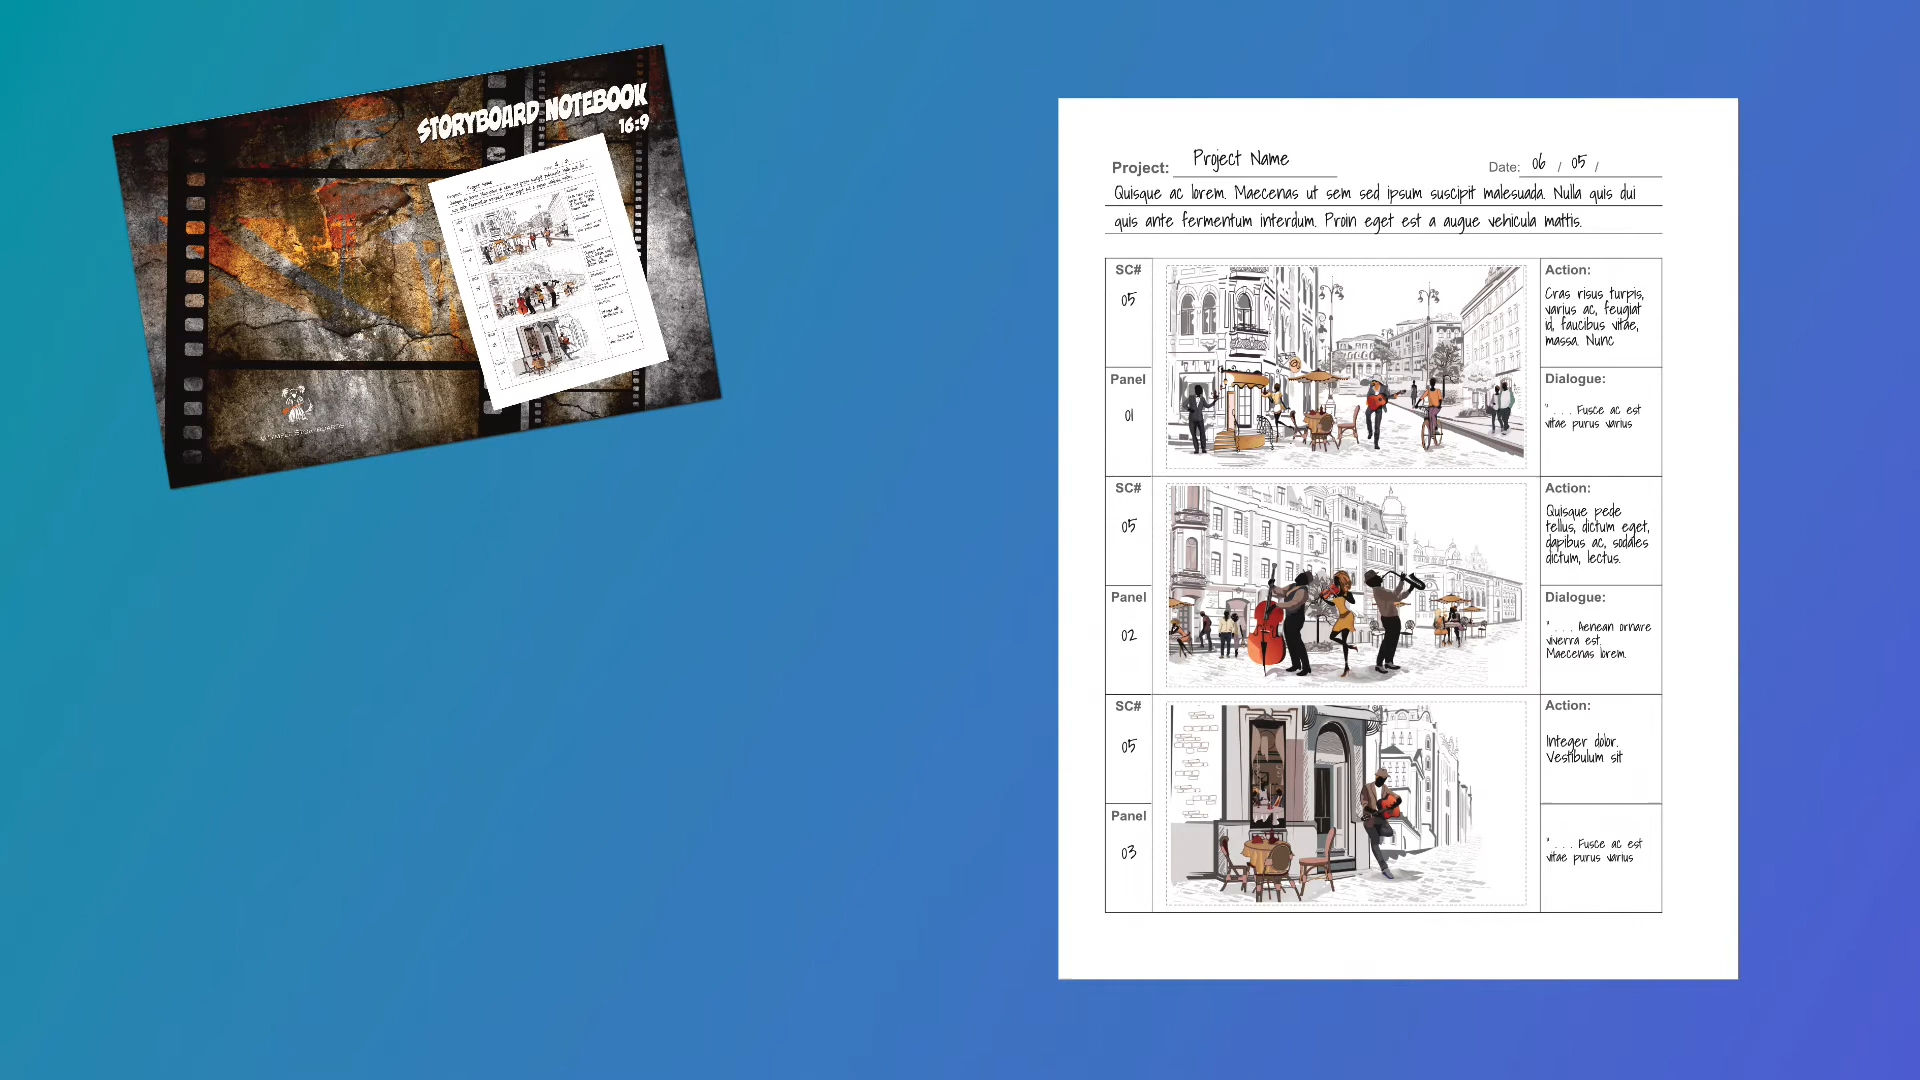 STORYBOARD NOTEBOOK
16:9
Project: Project Name
Date: 06 / 05 /
Quisque ac lorem. Maecenas ut sem sed ipsum suscipit malesuada. Nulla quis dui
quis ante fermentum interdum. Proin eget est a augue vehicula mattis.
SC#
05
Panel
01
Action:
Cras risus turpis,
varius ac, feugiat
id, faucibus vitae,
massa. Nunc
Dialogue:
" . . . Fusce ac est
vitae purus varius
SC#
05
Panel
02
Action:
Quisque pede
tellus, dictum eget,
dapibus ac, sodales
dictum, lectus.
Dialogue:
" . . . Aenean ornare
viverra est.
Maecenas lorem.
SC#
05
Panel
03
Action:
Integer dolor.
Vestibulum sit
" . . . Fusce ac est
vitae purus varius